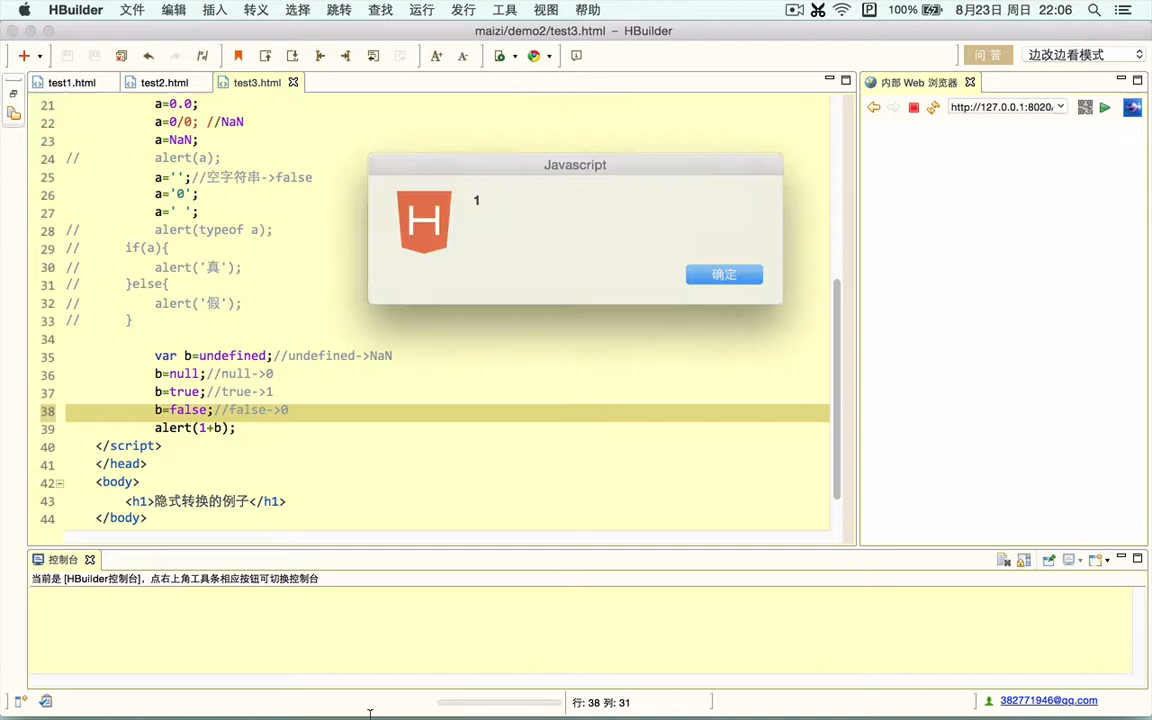 HBuilder 文件 编辑 插入 转义 选择 跳转 查找 运行 发行 工具 视图 帮助 P 100% 8月23日 周日 22:06
maizi/demo2/test3.html – HBuilder
A+ A- 问 答 边改边看模式
test1.html test2.html test3.html 内部 Web 浏览器
http://127.0.0.1:8020/
21 a=0.0;
22 a=0/0; //NaN
23 a=NaN;
24 // alert(a);
25 a='';//空字符串->false
26 a='0';
27 a=' ';
28 // alert(typeof a);
29 // if(a){
30 // alert('真');
31 // }else{
32 // alert('假');
33 // }
34
35 var b=undefined;//undefined->NaN
36 b=null;//null->0
37 b=true;//true->1
38 b=false;//false->0
39 alert(1+b);
40 </script>
41 </head>
42 <body>
43 <h1>隐式转换的例子</h1>
44 </body>
Javascript
H
1
确定
控制台
当前是 [HBuilder控制台]，点右上角工具条相应按钮可切换控制台
行: 38 列: 31
382771946@qq.com